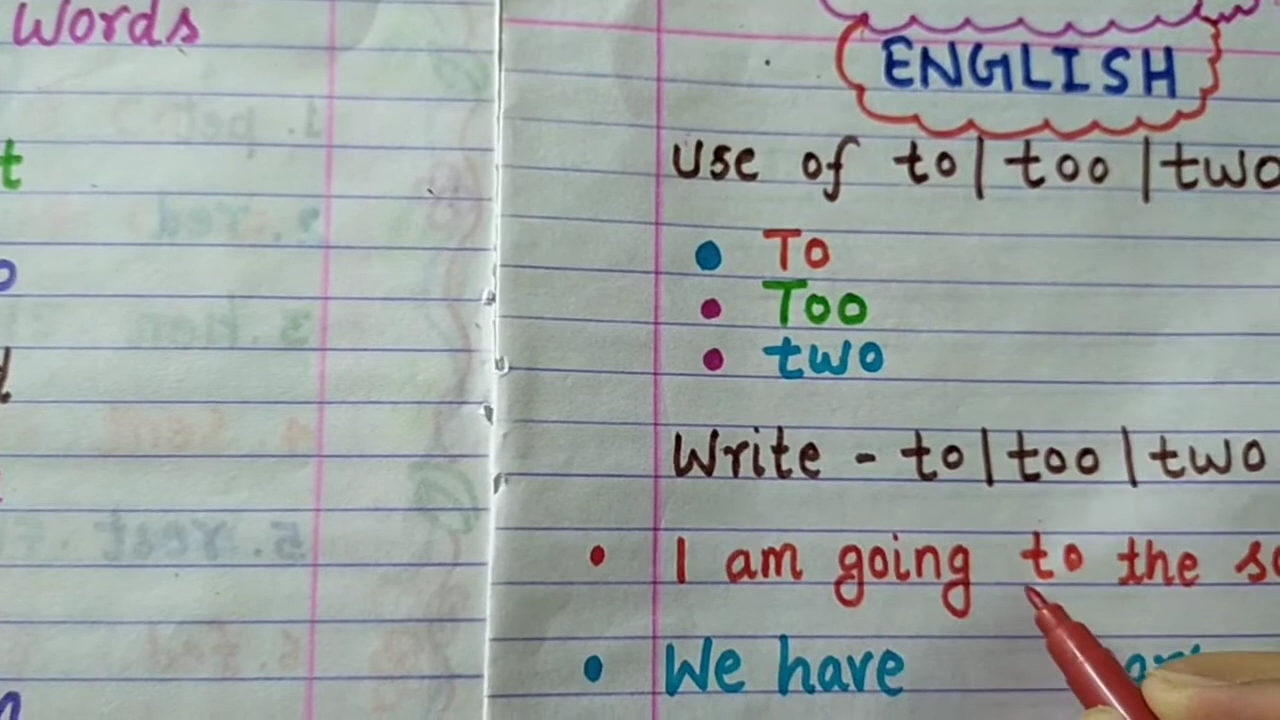 Words
ENGLISH
use of to | too | two
• To
• Too
• two
Write - to | too | two
• I am going to the
• We have